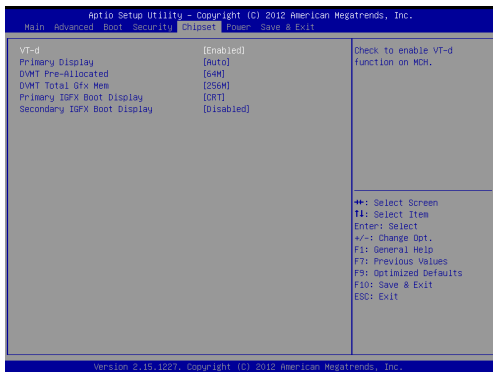 Aptio Setup Utility – Copyright (C) 2012 American Megatrends, Inc.
Main Advanced Boot Security Chipset Power Save & Exit
VT-d [Enabled]
Primary Display [Auto]
DVMT Pre-Allocated [64M]
DVMT Total Gfx Mem [256M]
Primary IGFX Boot Display [CRT]
Secondary IGFX Boot Display [Disabled]
Check to enable VT-d
function on MCH.
→←: Select Screen
↑↓: Select Item
Enter: Select
+/-: Change Opt.
F1: General Help
F7: Previous Values
F9: Optimized Defaults
F10: Save & Exit
ESC: Exit
Version 2.15.1227. Copyright (C) 2012 American Megatrends, Inc.